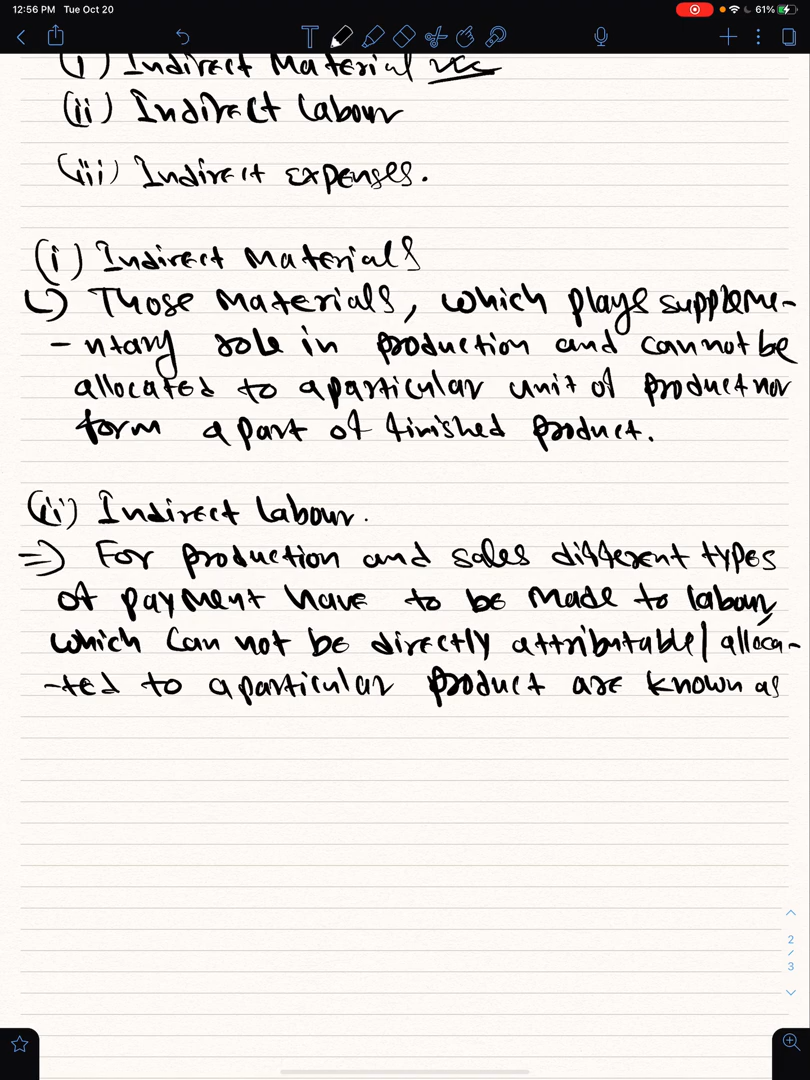 12:56 PM Tue Oct 20 61%
(i) Indirect Material
(ii) Indirect Labour
(iii) Indirect expenses.
(i) Indirect Materials
↳ Those Materials, which plays suppleme-
-ntary role in production and cannot be
allocated to a particular unit of product nor
form a part of finished product.
(ii) Indirect Labour.
=) For production and sales different types
of payment have to be made to labour,
which can not be directly attributable/alloca-
-ted to a particular product are known as
2
/
3